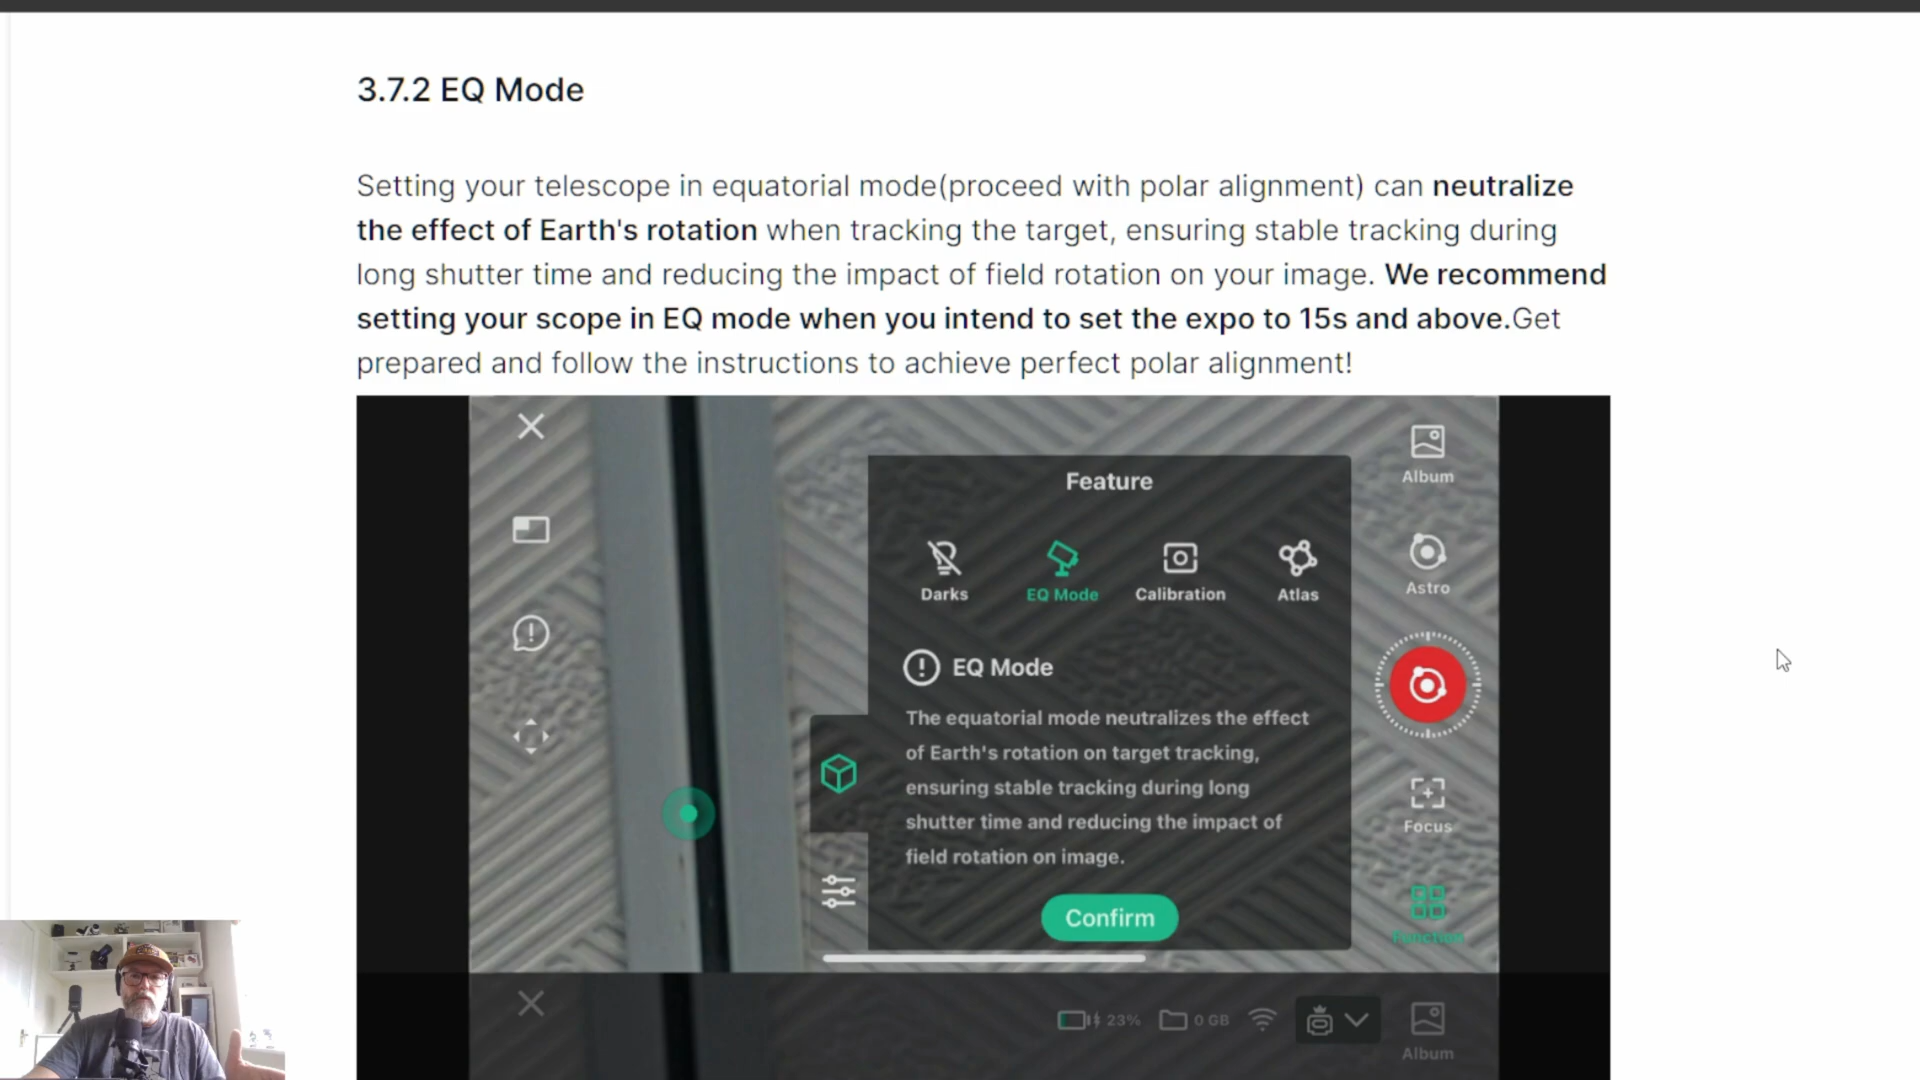 3.7.2 EQ Mode
Setting your telescope in equatorial mode(proceed with polar alignment) can neutralize
the effect of Earth's rotation when tracking the target, ensuring stable tracking during
long shutter time and reducing the impact of field rotation on your image. We recommend
setting your scope in EQ mode when you intend to set the expo to 15s and above.Get
prepared and follow the instructions to achieve perfect polar alignment!
Feature
Darks
EQ Mode
Calibration
Atlas
EQ Mode
The equatorial mode neutralizes the effect
of Earth's rotation on target tracking,
ensuring stable tracking during long
shutter time and reducing the impact of
field rotation on image.
Confirm
Album
Astro
Focus
Function
23%
0 GB
Album